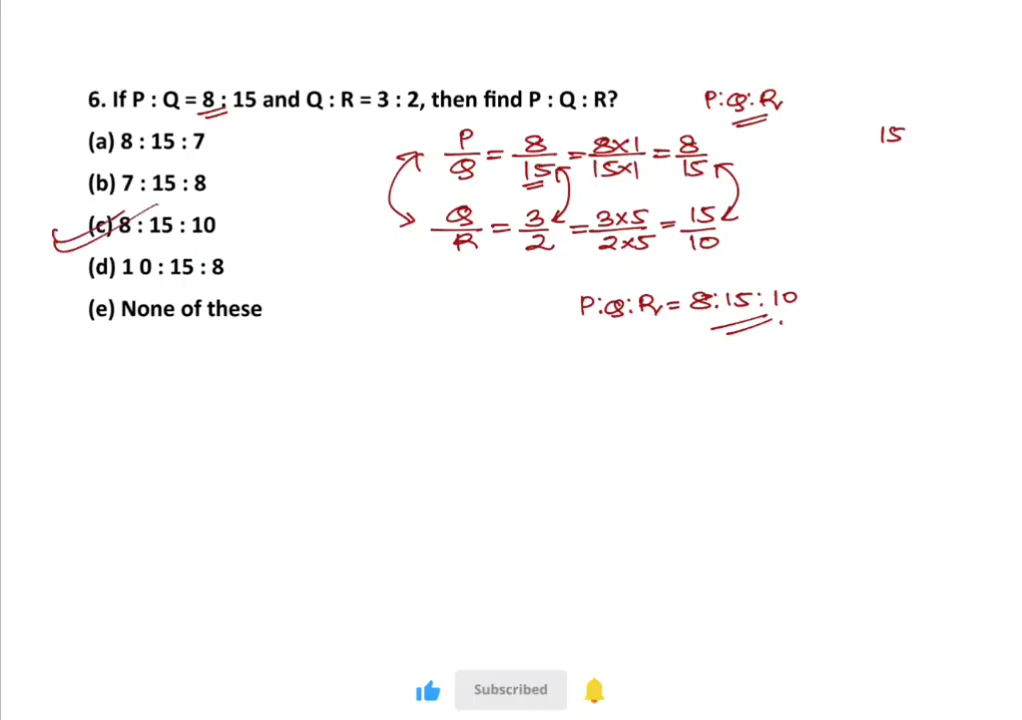 6. If P : Q = 8 : 15 and Q : R = 3 : 2, then find P : Q : R?
P:Q:R
(a) 8 : 15 : 7
P/Q = 8/15 = 8×1/15×1 = 8/15
15
(b) 7 : 15 : 8
(c) 8 : 15 : 10
Q/R = 3/2 = 3×5/2×5 = 15/10
(d) 1 0 : 15 : 8
(e) None of these
P:Q:R = 8:15:10
Subscribed